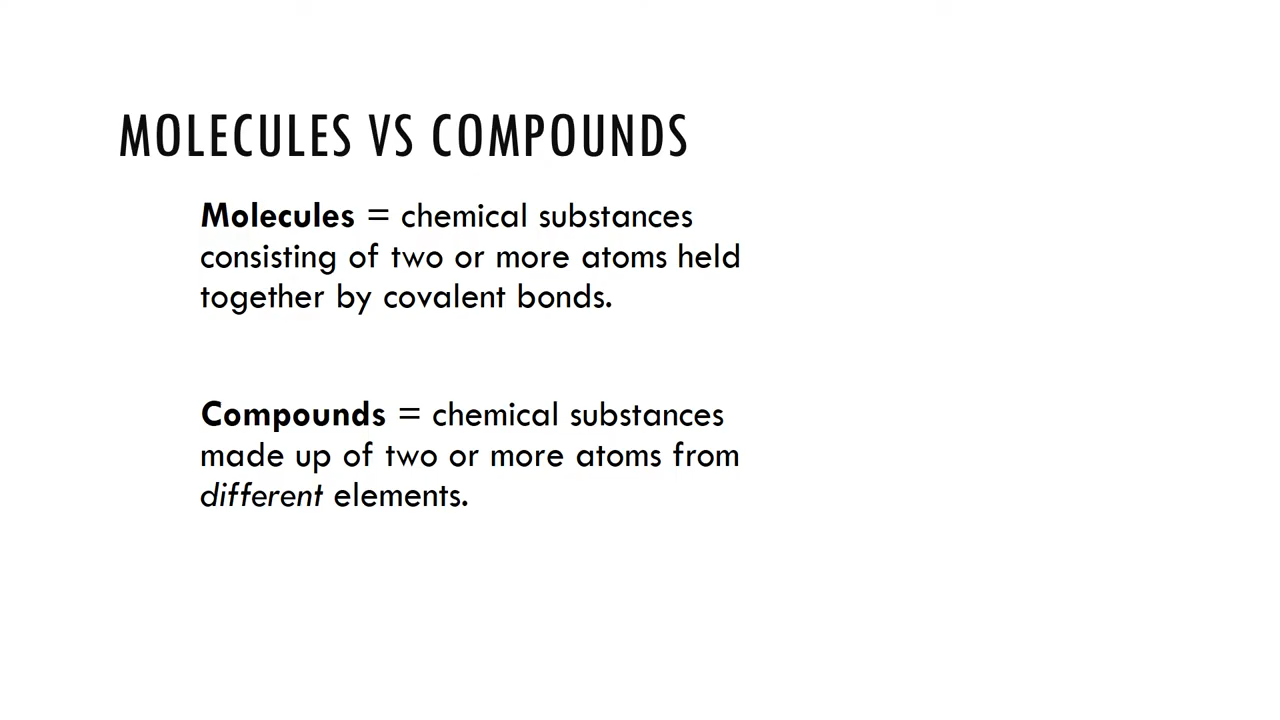 MOLECULES VS COMPOUNDS
Molecules = chemical substances
consisting of two or more atoms held
together by covalent bonds.
Compounds = chemical substances
made up of two or more atoms from
different elements.